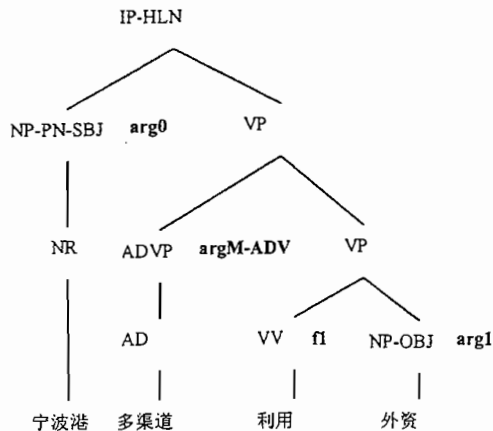 IP-HLN
NP-PN-SBJ arg0 VP
NR ADVP argM-ADV VP
AD VV f1 NP-OBJ arg1
宁波港 多渠道 利用 外资